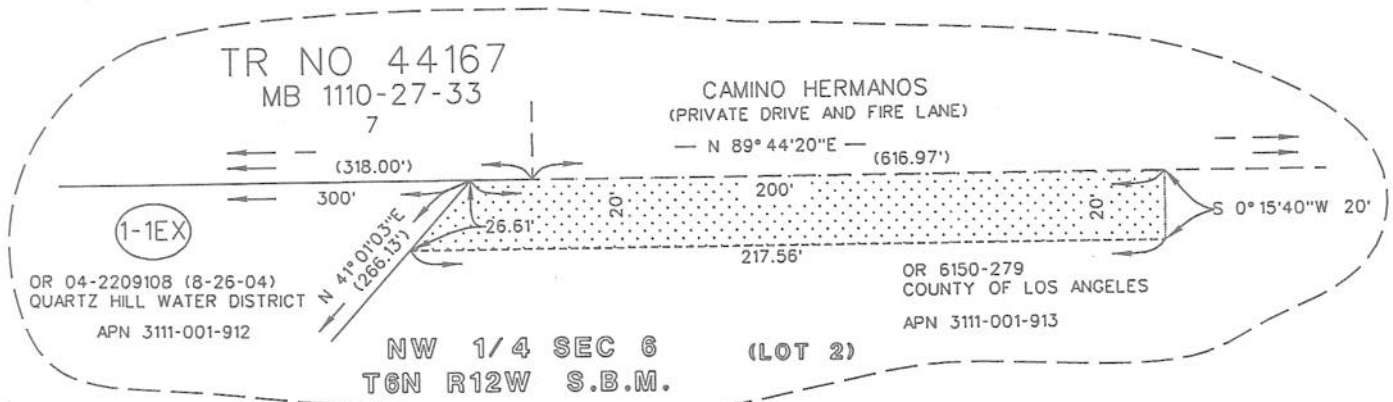 TR NO 44167
MB 1110-27-33
7
CAMINO HERMANOS
(PRIVATE DRIVE AND FIRE LANE)
N 89°44'20"E
(318.00')
(616.97')
300'
200'
20'
20'
S 0°15'40"W 20'
26.61'
N 41°01'03"E
(266.13')
217.56'
1-1EX
OR 04-2209108 (8-26-04)
QUARTZ HILL WATER DISTRICT
APN 3111-001-912
OR 6150-279
COUNTY OF LOS ANGELES
APN 3111-001-913
NW 1/4 SEC 6 (LOT 2)
T6N R12W S.B.M.